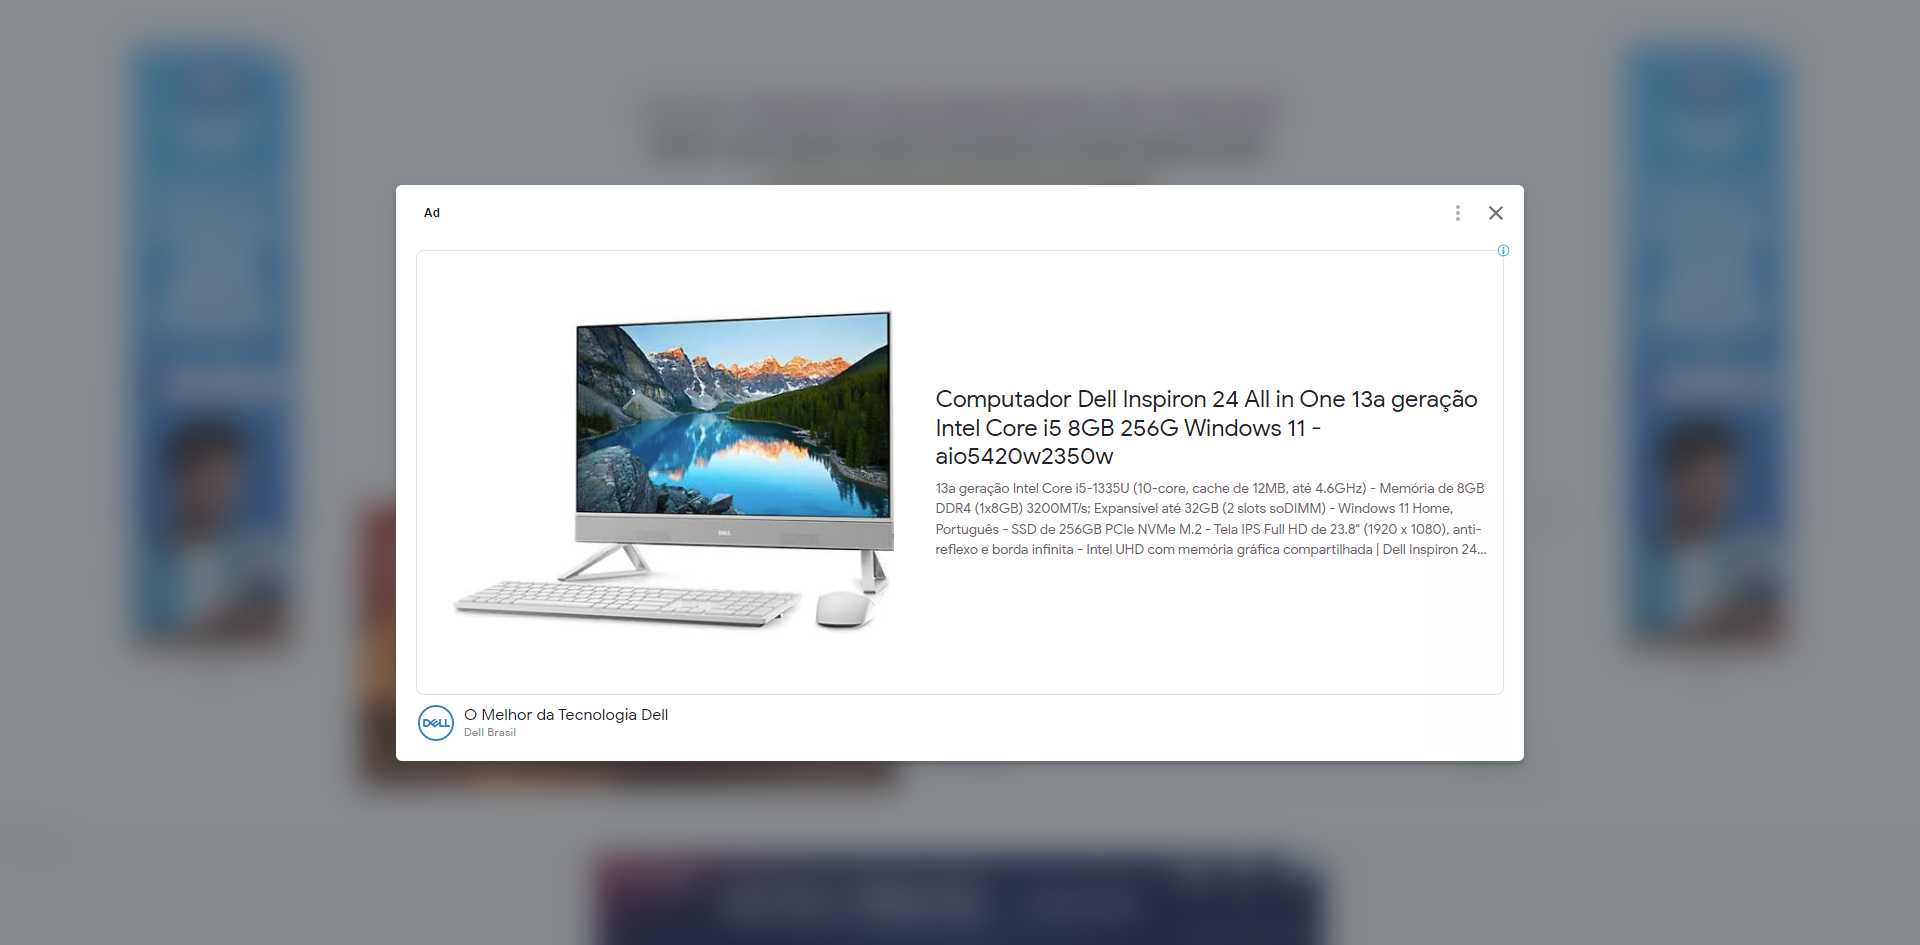 Ad
Computador Dell Inspiron 24 All in One 13a geração
Intel Core i5 8GB 256G Windows 11 -
aio5420w2350w
13a geração Intel Core i5-1335U (10-core, cache de 12MB, até 4.6GHz) - Memória de 8GB
DDR4 (1x8GB) 3200MT/s; Expansível até 32GB (2 slots soDIMM) - Windows 11 Home,
Português - SSD de 256GB PCIe NVMe M.2 - Tela IPS Full HD de 23.8" (1920 x 1080), anti-
reflexo e borda infinita - Intel UHD com memória gráfica compartilhada | Dell Inspiron 24...
DELL
DELL
O Melhor da Tecnologia Dell
Dell Brasil